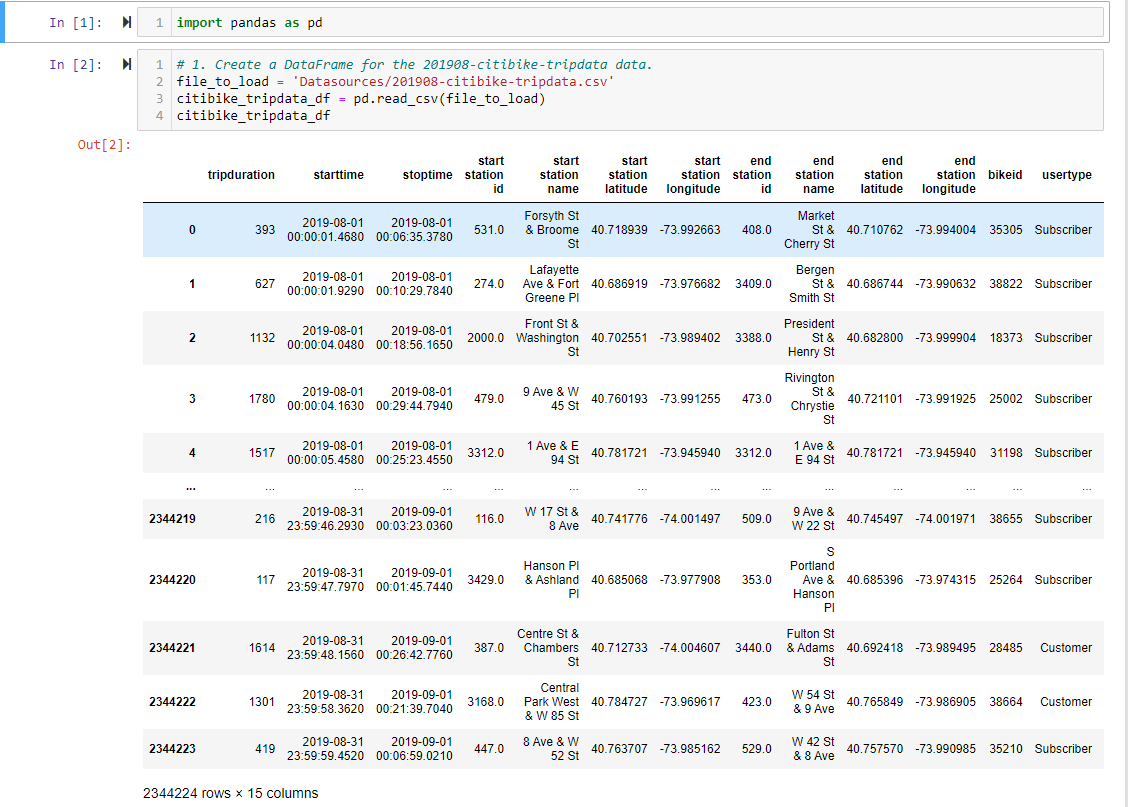 In [1]: 1 import pandas as pd
In [2]: 1 # 1. Create a DataFrame for the 201908-citibike-tripdata data.
2 file_to_load = 'Datasources/201908-citibike-tripdata.csv'
3 citibike_tripdata_df = pd.read_csv(file_to_load)
4 citibike_tripdata_df
Out[2]:
tripduration starttime stoptime start station id start station name start station latitude start station longitude end station id end station name end station latitude end station longitude bikeid usertype
0 393 2019-08-01 00:00:01.4680 2019-08-01 00:06:35.3780 531.0 Forsyth St & Broome St 40.718939 -73.992663 408.0 Market St & Cherry St 40.710762 -73.994004 35305 Subscriber
1 627 2019-08-01 00:00:01.9290 2019-08-01 00:10:29.7840 274.0 Lafayette Ave & Fort Greene Pl 40.686919 -73.976682 3409.0 Bergen St & Smith St 40.686744 -73.990632 38822 Subscriber
2 1132 2019-08-01 00:00:04.0480 2019-08-01 00:18:56.1650 2000.0 Front St & Washington St 40.702551 -73.989402 3388.0 President St & Henry St 40.682800 -73.999904 18373 Subscriber
3 1780 2019-08-01 00:00:04.1630 2019-08-01 00:29:44.7940 479.0 9 Ave & W 45 St 40.760193 -73.991255 473.0 Rivington St & Chrystie St 40.721101 -73.991925 25002 Subscriber
4 1517 2019-08-01 00:00:05.4580 2019-08-01 00:25:23.4550 3312.0 1 Ave & E 94 St 40.781721 -73.945940 3312.0 1 Ave & E 94 St 40.781721 -73.945940 31198 Subscriber
... ... ... ... ... ... ... ... ... ... ... ... ... ...
2344219 216 2019-08-31 23:59:46.2930 2019-09-01 00:03:23.0360 116.0 W 17 St & 8 Ave 40.741776 -74.001497 509.0 9 Ave & W 22 St 40.745497 -74.001971 38655 Subscriber
2344220 117 2019-08-31 23:59:47.7970 2019-09-01 00:01:45.7440 3429.0 Hanson Pl & Ashland Pl 40.685068 -73.977908 353.0 S Portland Ave & Hanson Pl 40.685396 -73.974315 25264 Subscriber
2344221 1614 2019-08-31 23:59:48.1560 2019-09-01 00:26:42.7760 387.0 Centre St & Chambers St 40.712733 -74.004607 3440.0 Fulton St & Adams St 40.692418 -73.989495 28485 Customer
2344222 1301 2019-08-31 23:59:58.3620 2019-09-01 00:21:39.7040 3168.0 Central Park West & W 85 St 40.784727 -73.969617 423.0 W 54 St & 9 Ave 40.765849 -73.986905 38664 Customer
2344223 419 2019-08-31 23:59:59.4520 2019-09-01 00:06:59.0210 447.0 8 Ave & W 52 St 40.763707 -73.985162 529.0 W 42 St & 8 Ave 40.757570 -73.990985 35210 Subscriber
2344224 rows × 15 columns